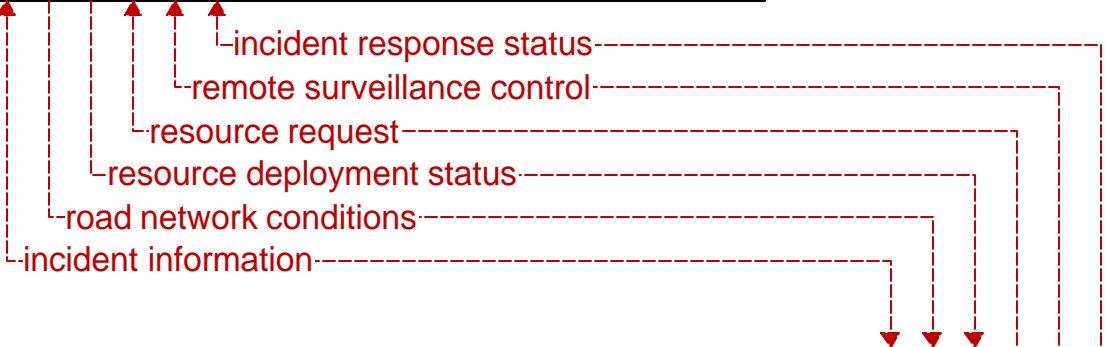 incident response status
remote surveillance control
resource request
resource deployment status
road network conditions
incident information